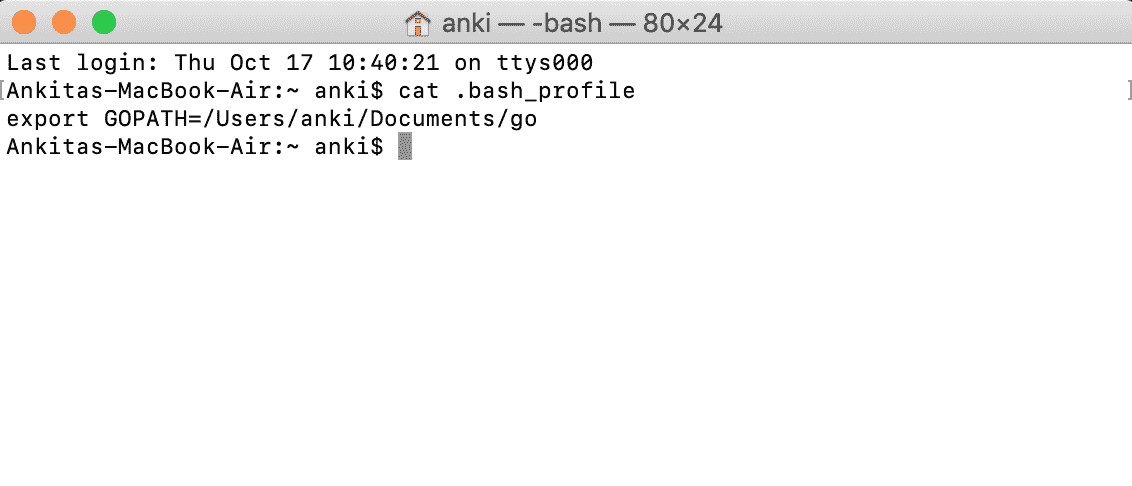 anki — -bash — 80×24
Last login: Thu Oct 17 10:40:21 on ttys000
[Ankitas-MacBook-Air:~ anki$ cat .bash_profile ]
export GOPATH=/Users/anki/Documents/go
Ankitas-MacBook-Air:~ anki$